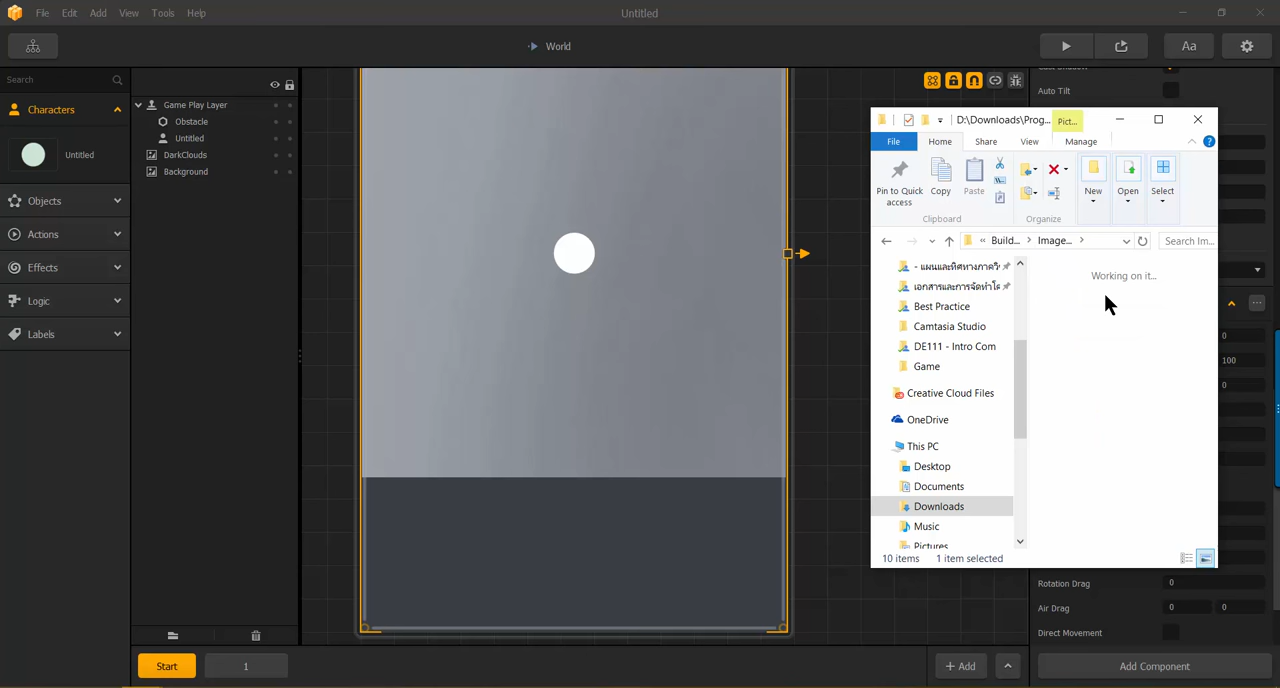 File Edit Add View Tools Help
Untitled
World
Aa
Search
Characters
Untitled
Objects
Actions
Effects
Logic
Labels
Game Play Layer
Obstacle
Untitled
DarkClouds
Background
Auto Tilt
D:\Downloads\Prog...
Pict...
File Home Share View Manage
Pin to Quick access
Copy
Paste
New
Open
Select
Clipboard
Organize
Build... Image...
Search Im...
Working on it...
Best Practice
Camtasia Studio
DE111 - Intro Com
Game
Creative Cloud Files
OneDrive
This PC
Desktop
Documents
Downloads
Music
Pictures
10 items 1 item selected
0
100
0
Rotation Drag 0
Air Drag 0 0
Direct Movement
Start
1
+ Add
Add Component